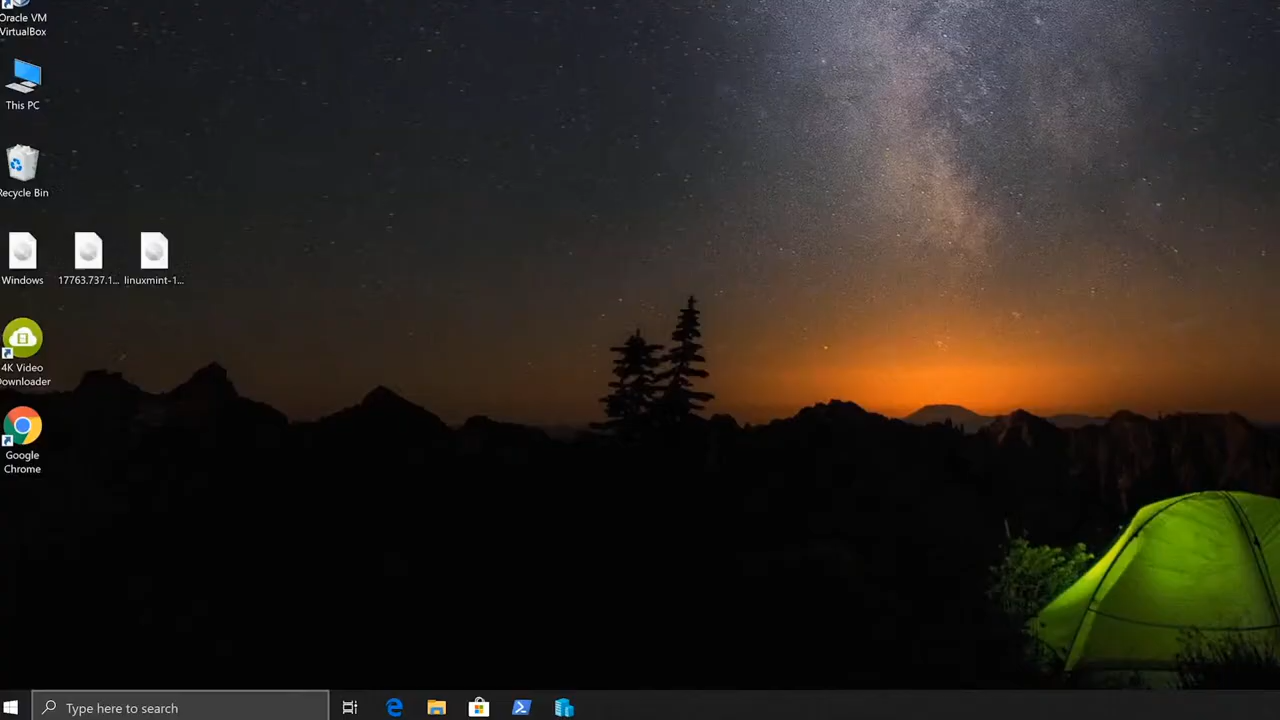 Oracle VM
VirtualBox
This PC
Recycle Bin
Windows
17763.737.1...
linuxmint-1...
4K Video
Downloader
Google
Chrome
Type here to search